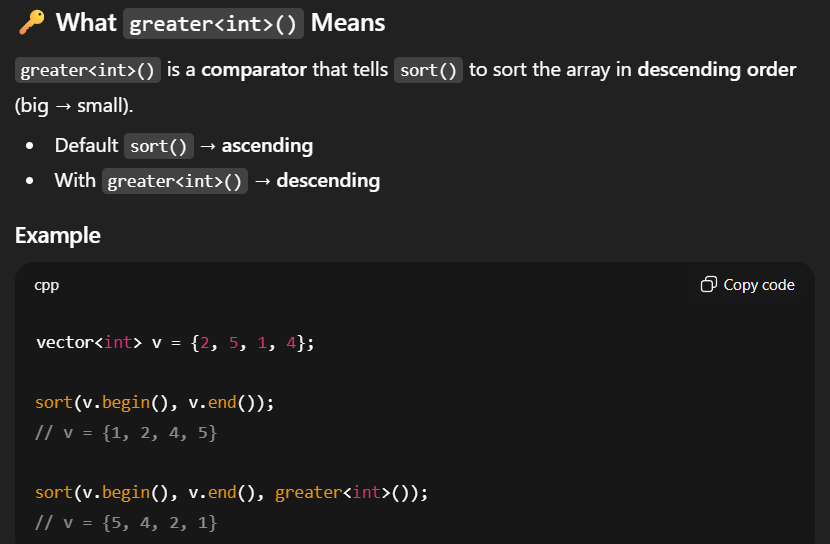 🔑 What greater<int>() Means
greater<int>() is a comparator that tells sort() to sort the array in descending order
(big → small).
• Default sort() → ascending
• With greater<int>() → descending
Example
cpp
Copy code
vector<int> v = {2, 5, 1, 4};
sort(v.begin(), v.end());
// v = {1, 2, 4, 5}
sort(v.begin(), v.end(), greater<int>());
// v = {5, 4, 2, 1}